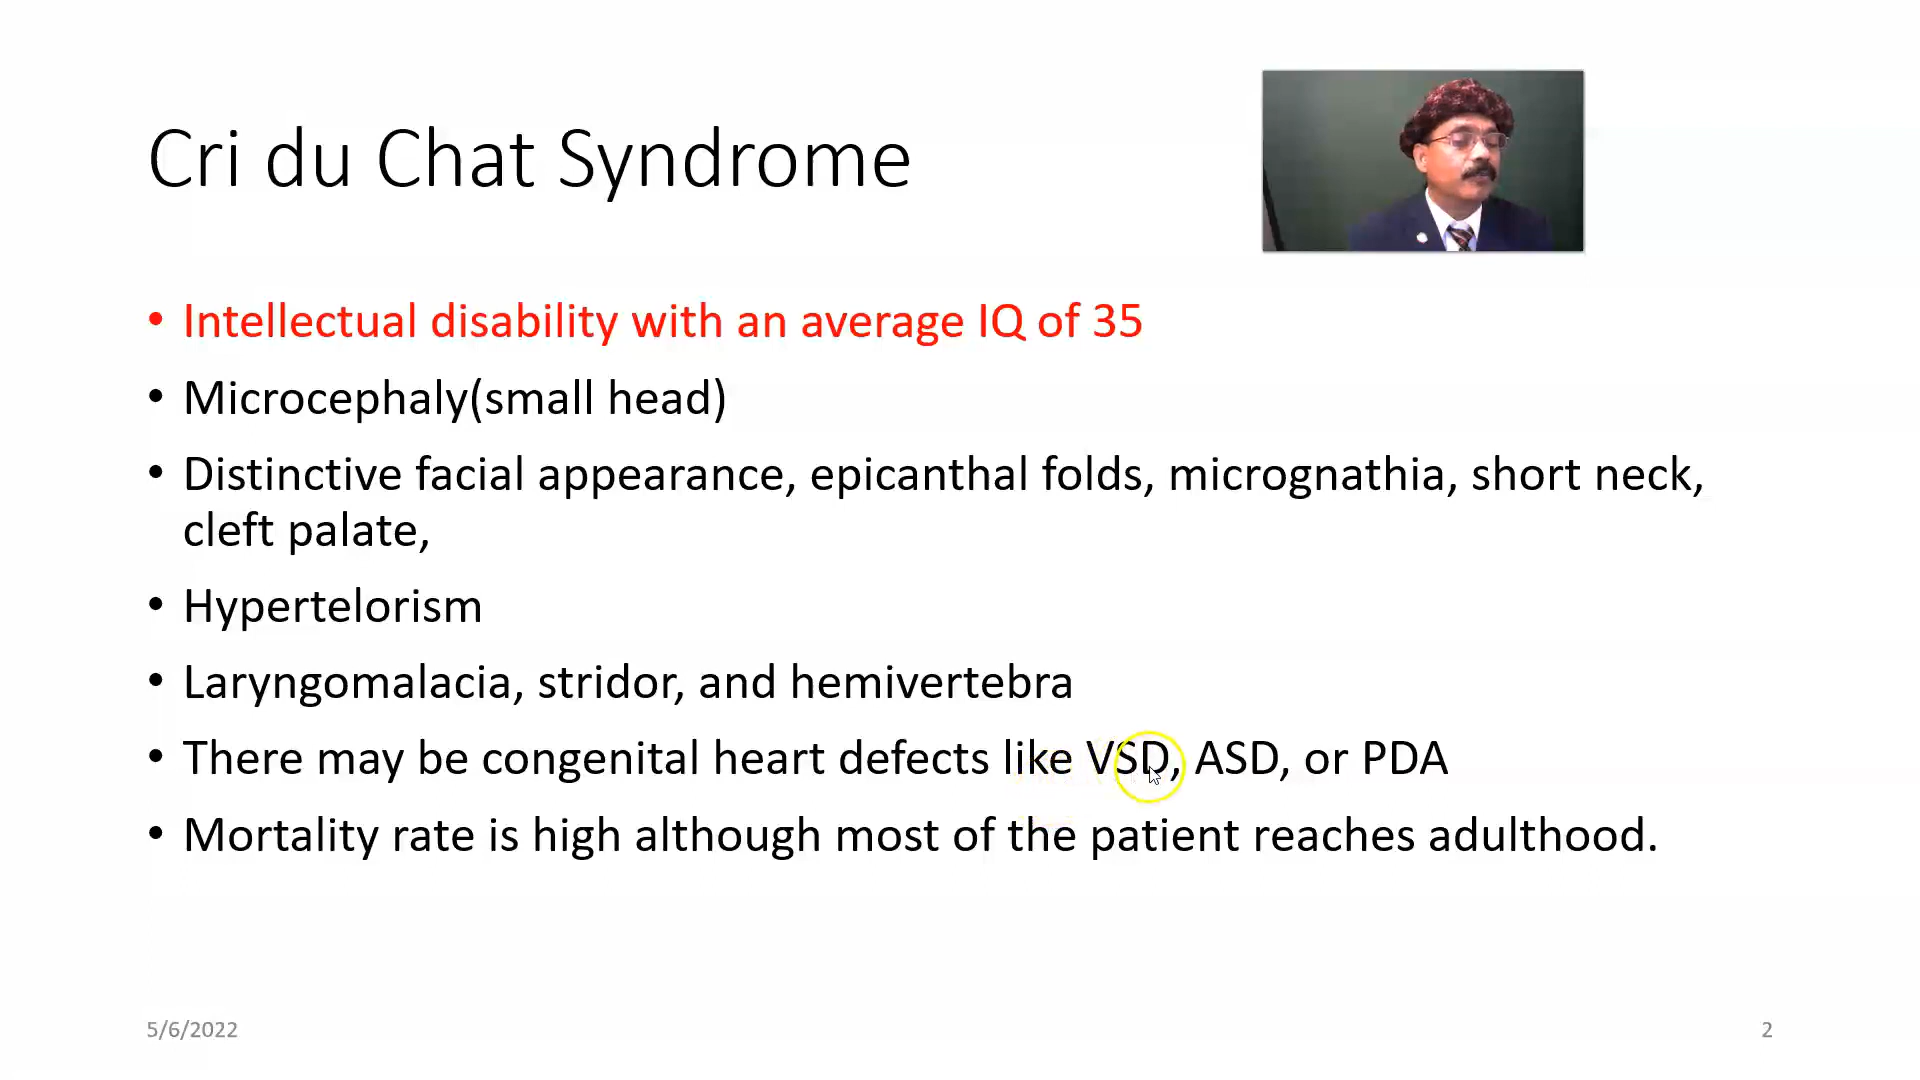 Cri du Chat Syndrome
• Intellectual disability with an average IQ of 35
• Microcephaly(small head)
• Distinctive facial appearance, epicanthal folds, micrognathia, short neck,
cleft palate,
• Hypertelorism
• Laryngomalacia, stridor, and hemivertebra
• There may be congenital heart defects like VSD, ASD, or PDA
• Mortality rate is high although most of the patient reaches adulthood.
5/6/2022
2